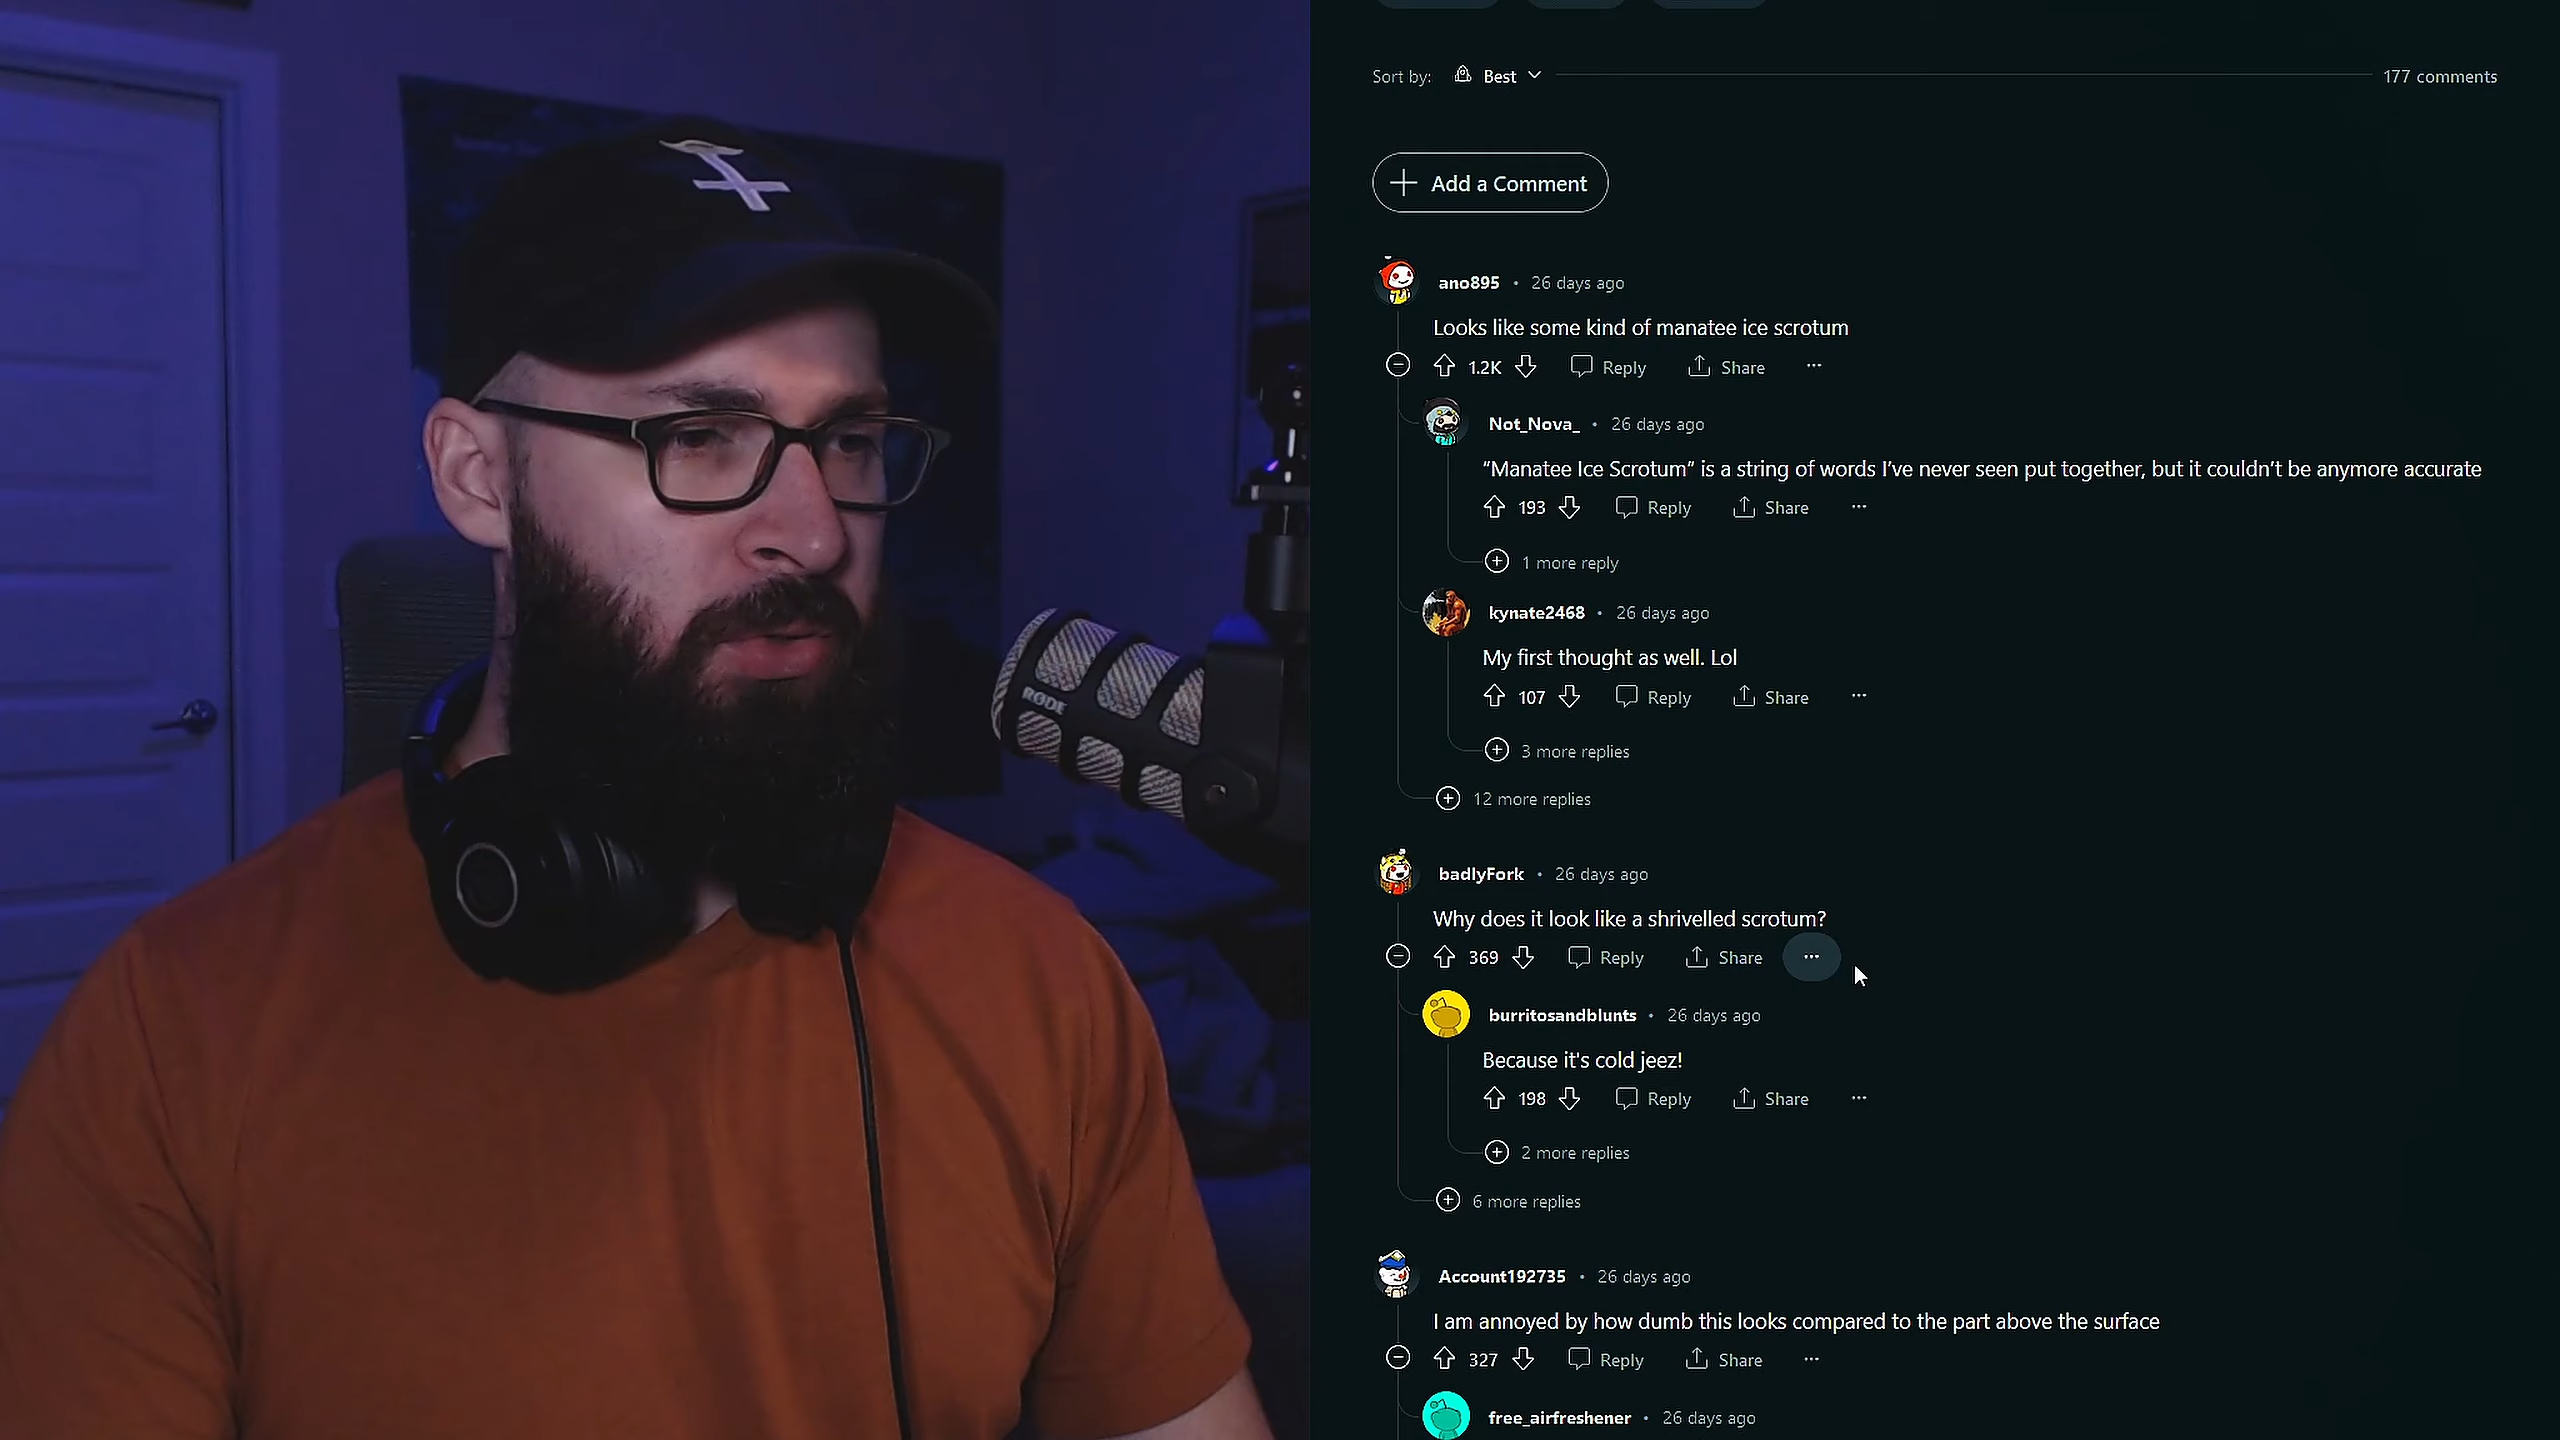 Sort by: Best
177 comments
Add a Comment
ano895 • 26 days ago
Looks like some kind of manatee ice scrotum
1.2K Reply Share ···
Not_Nova_ • 26 days ago
“Manatee Ice Scrotum” is a string of words I’ve never seen put together, but it couldn’t be anymore accurate
193 Reply Share ···
1 more reply
kynate2468 • 26 days ago
My first thought as well. Lol
107 Reply Share ···
3 more replies
12 more replies
badlyFork • 26 days ago
Why does it look like a shrivelled scrotum?
369 Reply Share ···
burritosandblunts • 26 days ago
Because it's cold jeez!
198 Reply Share ···
2 more replies
6 more replies
Account192735 • 26 days ago
I am annoyed by how dumb this looks compared to the part above the surface
327 Reply Share ···
free_airfreshener • 26 days ago
RODE